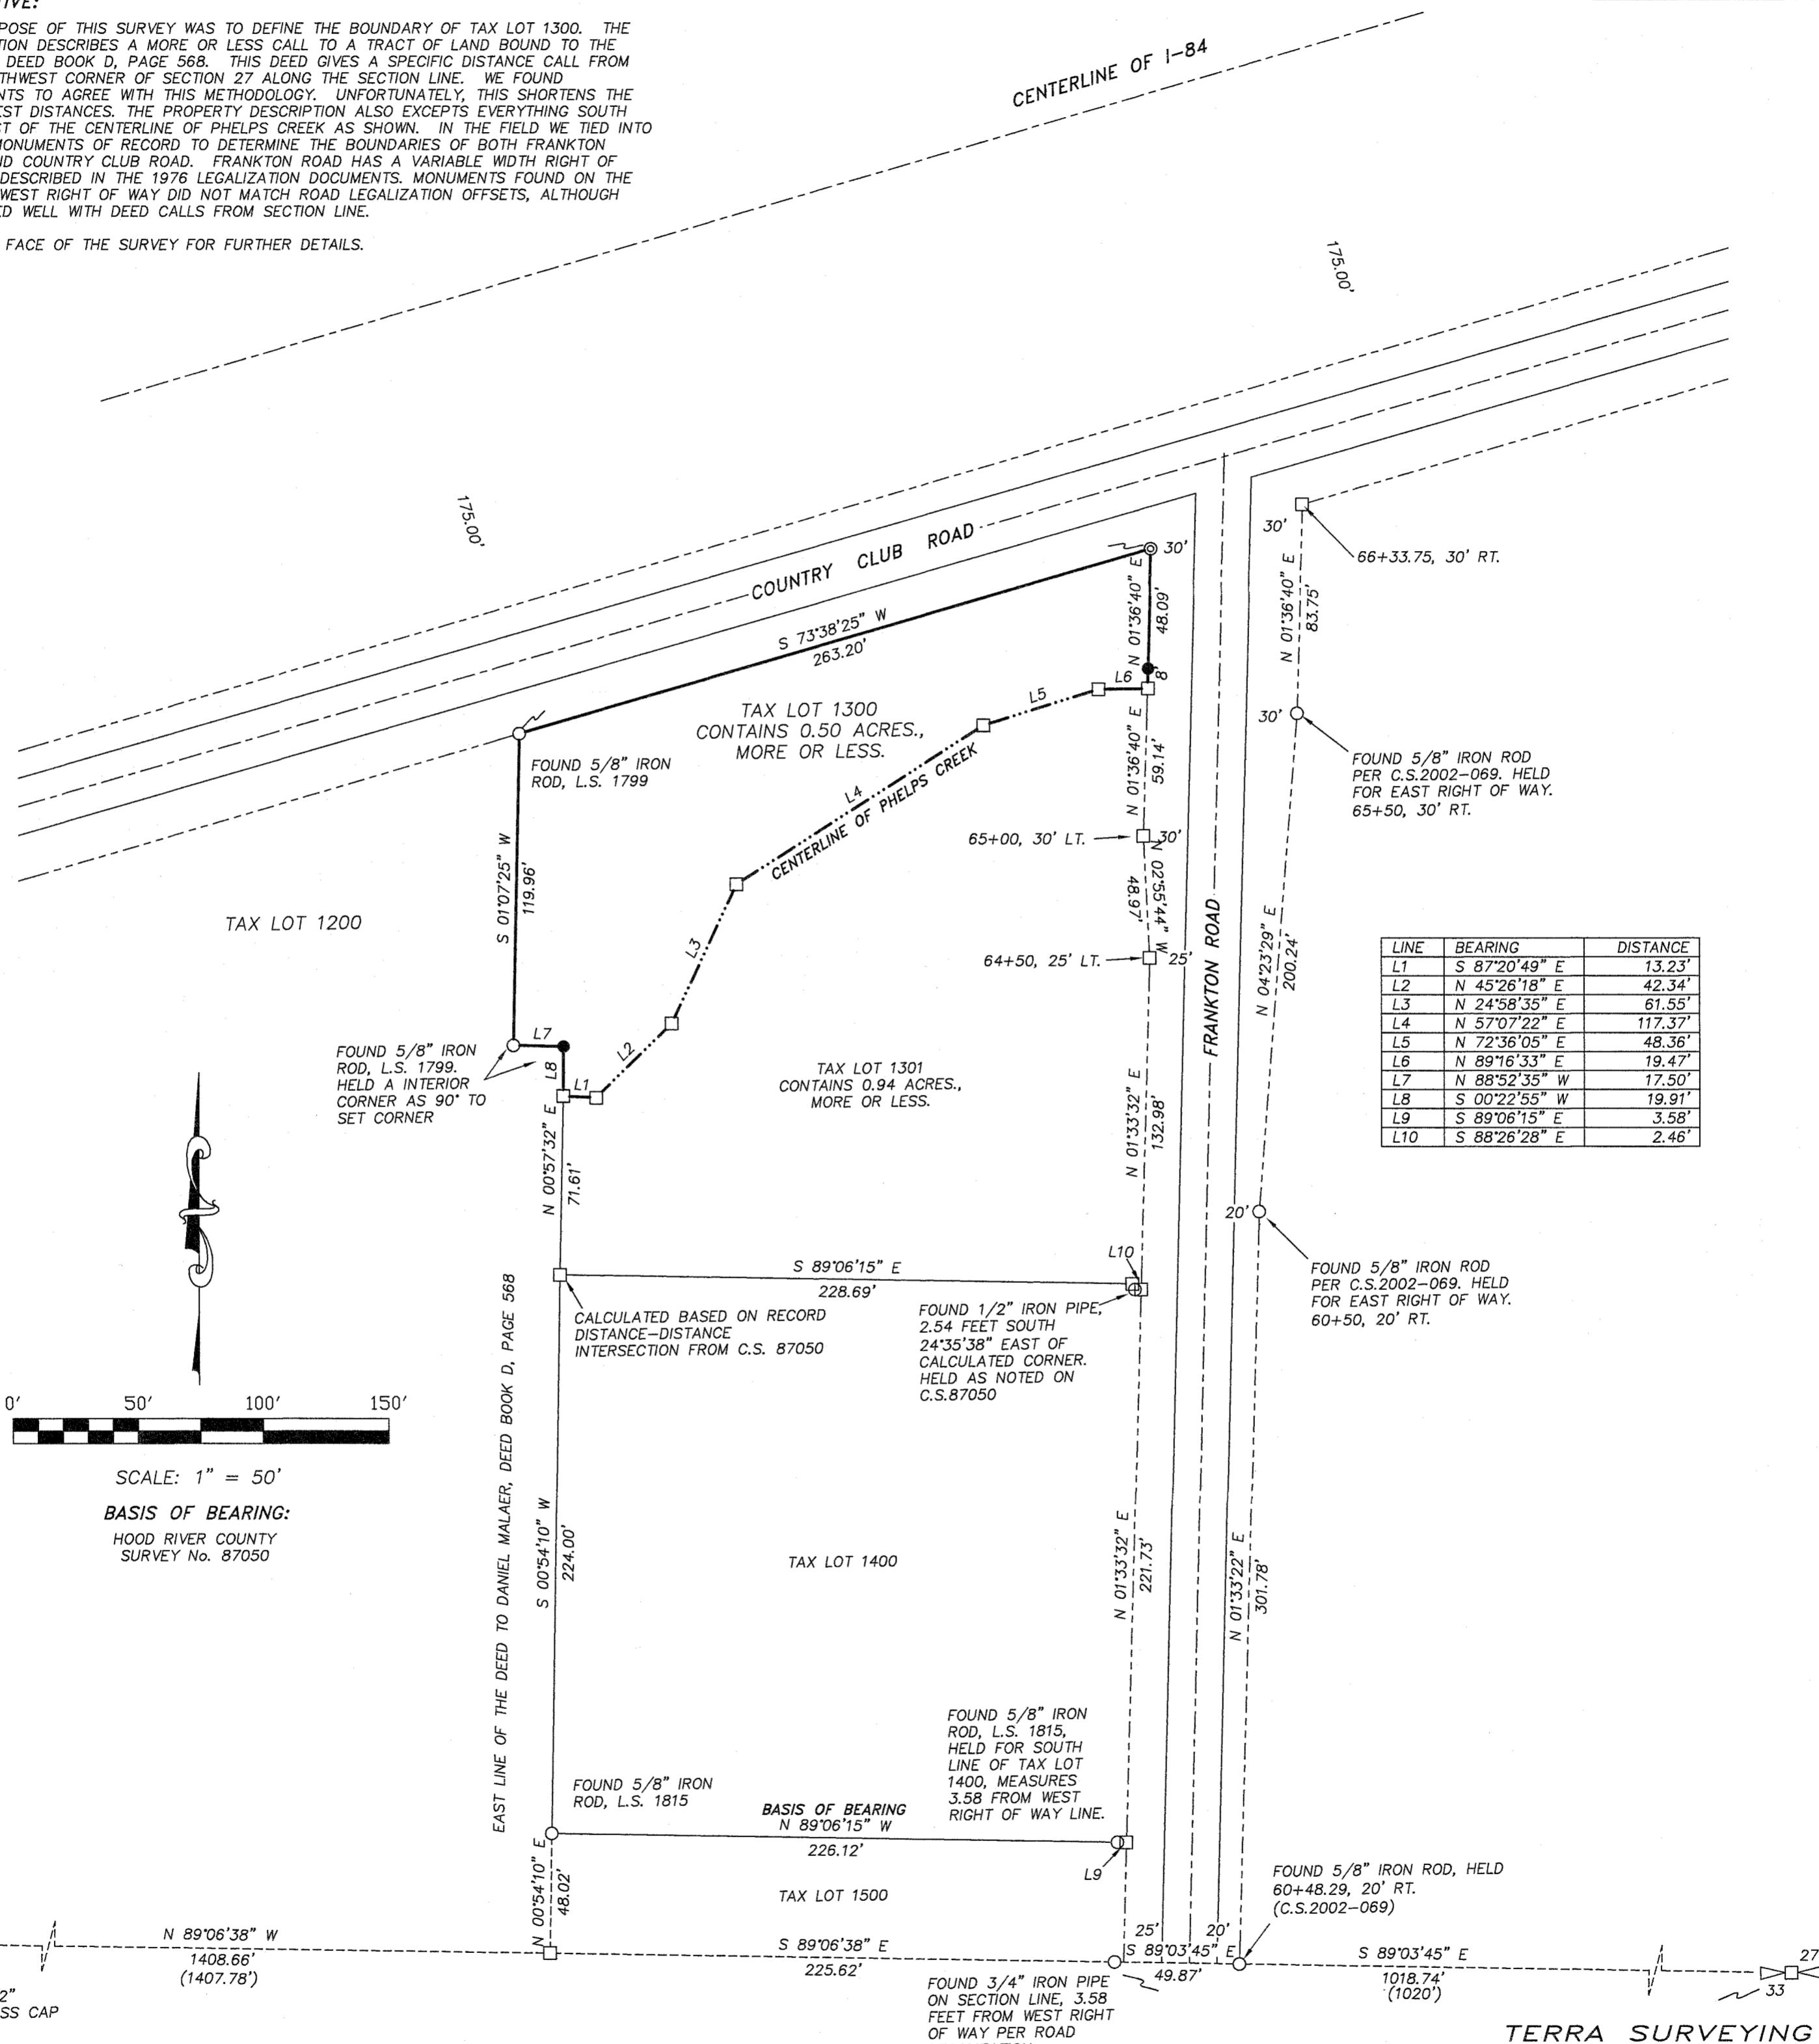 TIVE:
POSE OF THIS SURVEY WAS TO DEFINE THE BOUNDARY OF TAX LOT 1300. THE
TION DESCRIBES A MORE OR LESS CALL TO A TRACT OF LAND BOUND TO THE
DEED BOOK D, PAGE 568. THIS DEED GIVES A SPECIFIC DISTANCE CALL FROM
THWEST CORNER OF SECTION 27 ALONG THE SECTION LINE. WE FOUND
NTS TO AGREE WITH THIS METHODOLOGY. UNFORTUNATELY, THIS SHORTENS THE
EST DISTANCES. THE PROPERTY DESCRIPTION ALSO EXCEPTS EVERYTHING SOUTH
T OF THE CENTERLINE OF PHELPS CREEK AS SHOWN. IN THE FIELD WE TIED INTO
MONUMENTS OF RECORD TO DETERMINE THE BOUNDARIES OF BOTH FRANKTON
ND COUNTRY CLUB ROAD. FRANKTON ROAD HAS A VARIABLE WIDTH RIGHT OF
DESCRIBED IN THE 1976 LEGALIZATION DOCUMENTS. MONUMENTS FOUND ON THE
WEST RIGHT OF WAY DID NOT MATCH ROAD LEGALIZATION OFFSETS, ALTHOUGH
ED WELL WITH DEED CALLS FROM SECTION LINE.
FACE OF THE SURVEY FOR FURTHER DETAILS.
CENTERLINE OF I-84
175.00'
175.00'
COUNTRY CLUB ROAD
30'
30'
66+33.75, 30' RT.
S 73°38'25" W
263.20'
N 01°36'40" E
48.09'
8'
N 01°36'40" E
83.75'
L6
L5
TAX LOT 1300
CONTAINS 0.50 ACRES.,
MORE OR LESS.
30'
FOUND 5/8" IRON
ROD, L.S. 1799
FOUND 5/8" IRON ROD
PER C.S.2002-069. HELD
FOR EAST RIGHT OF WAY.
65+50, 30' RT.
N 01°36'40" E
59.14'
L4
CENTERLINE OF PHELPS CREEK
65+00, 30' LT.
30'
S 01°07'25" W
119.96'
N 02°55'44" W
48.97'
TAX LOT 1200
L3
64+50, 25' LT.
25'
FRANKTON ROAD
N 04°23'29" E
200.24'
LINE BEARING DISTANCE
L1 S 87°20'49" E 13.23'
L2 N 45°26'18" E 42.34'
L3 N 24°58'35" E 61.55'
L4 N 57°07'22" E 117.37'
L5 N 72°36'05" E 48.36'
L6 N 89°16'33" E 19.47'
L7 N 88°52'35" W 17.50'
L8 S 00°22'55" W 19.91'
L9 S 89°06'15" E 3.58'
L10 S 88°26'28" E 2.46'
L7
L8
L1
L2
FOUND 5/8" IRON
ROD, L.S. 1799.
HELD A INTERIOR
CORNER AS 90° TO
SET CORNER
TAX LOT 1301
CONTAINS 0.94 ACRES.,
MORE OR LESS.
N 01°33'32" E
132.98'
N 00°57'32" E
71.61'
20'
L10
S 89°06'15" E
228.69'
FOUND 5/8" IRON ROD
PER C.S.2002-069. HELD
FOR EAST RIGHT OF WAY.
60+50, 20' RT.
CALCULATED BASED ON RECORD
DISTANCE-DISTANCE
INTERSECTION FROM C.S. 87050
FOUND 1/2" IRON PIPE,
2.54 FEET SOUTH
24°35'38" EAST OF
CALCULATED CORNER.
HELD AS NOTED ON
C.S.87050
0' 50' 100' 150'
SCALE: 1" = 50'
BASIS OF BEARING:
HOOD RIVER COUNTY
SURVEY No. 87050
EAST LINE OF THE DEED TO DANIEL MALAER, DEED BOOK D, PAGE 568
S 00°54'10" W
224.00'
TAX LOT 1400
N 01°33'32" E
221.73'
N 01°33'22" E
301.78'
FOUND 5/8" IRON
ROD, L.S. 1815,
HELD FOR SOUTH
LINE OF TAX LOT
1400, MEASURES
3.58 FROM WEST
RIGHT OF WAY LINE.
FOUND 5/8" IRON
ROD, L.S. 1815
BASIS OF BEARING
N 89°06'15" W
226.12'
L9
N 00°54'10" E
48.02'
TAX LOT 1500
FOUND 5/8" IRON ROD, HELD
60+48.29, 20' RT.
(C.S.2002-069)
25' 20'
N 89°06'38" W
1408.66'
(1407.78')
S 89°06'38" E
225.62'
S 89°03'45" E
49.87'
S 89°03'45" E
1018.74'
(1020')
27
33
2"
SS CAP
FOUND 3/4" IRON PIPE
ON SECTION LINE, 3.58
FEET FROM WEST RIGHT
OF WAY PER ROAD
TERRA SURVEYING